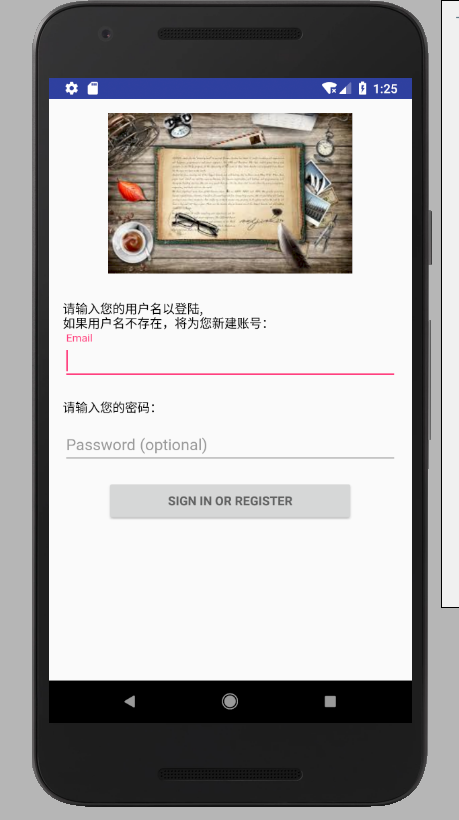 1:25
请输入您的用户名以登陆,
如果用户名不存在，将为您新建账号：
Email
请输入您的密码：
Password (optional)
SIGN IN OR REGISTER